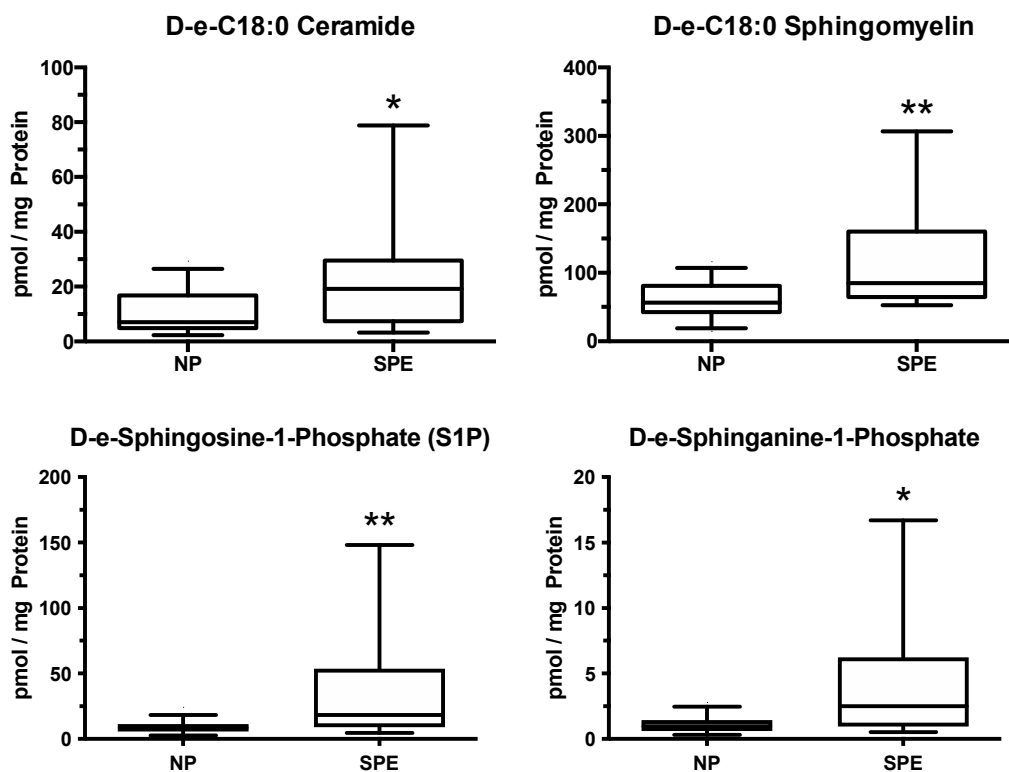 D-e-C18:0 Ceramide
pmol / mg Protein
100
80
60
40
20
0
*
NP
SPE
D-e-C18:0 Sphingomyelin
pmol / mg Protein
400
300
200
100
0
**
NP
SPE
D-e-Sphingosine-1-Phosphate (S1P)
pmol / mg Protein
200
150
100
50
0
**
NP
SPE
D-e-Sphinganine-1-Phosphate
pmol / mg Protein
20
15
10
5
0
*
NP
SPE